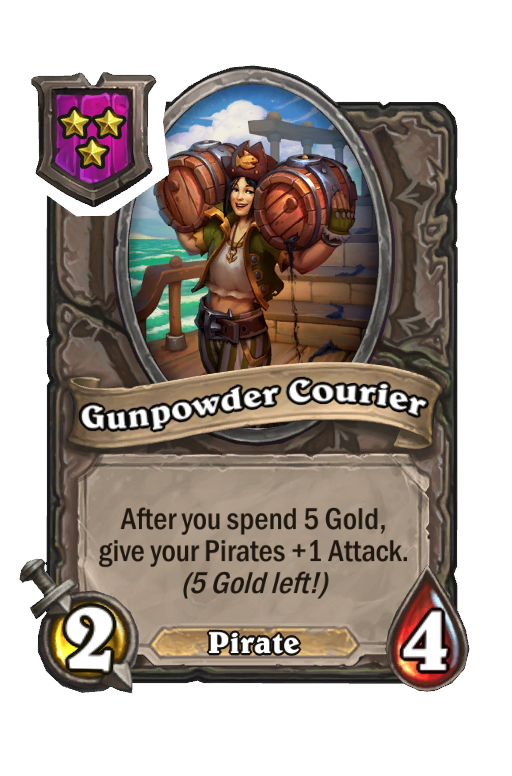 Gunpowder Courier
After you spend 5 Gold,
give your Pirates +1 Attack.
(5 Gold left!)
2
Pirate
4